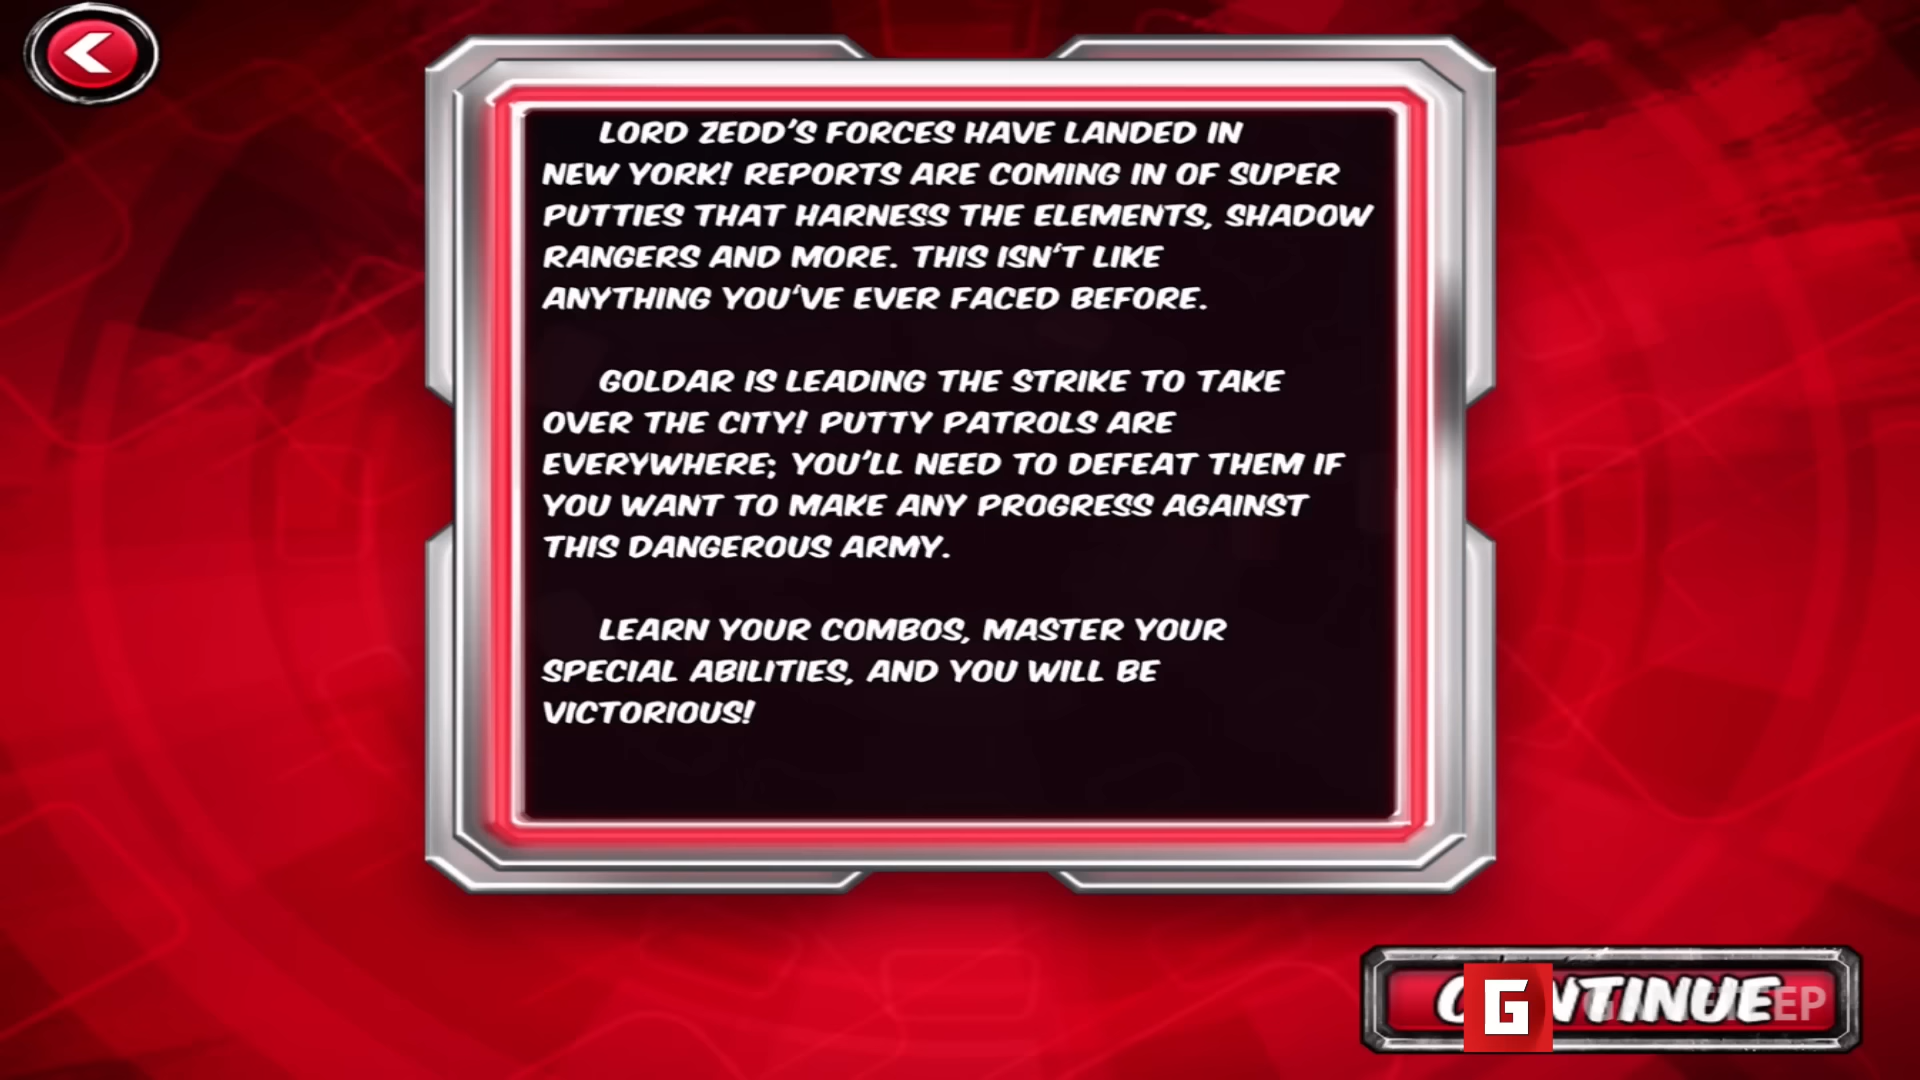 LORD ZEDD'S FORCES HAVE LANDED IN
NEW YORK! REPORTS ARE COMING IN OF SUPER
PUTTIES THAT HARNESS THE ELEMENTS, SHADOW
RANGERS AND MORE. THIS ISN'T LIKE
ANYTHING YOU'VE EVER FACED BEFORE.
GOLDAR IS LEADING THE STRIKE TO TAKE
OVER THE CITY! PUTTY PATROLS ARE
EVERYWHERE; YOU'LL NEED TO DEFEAT THEM IF
YOU WANT TO MAKE ANY PROGRESS AGAINST
THIS DANGEROUS ARMY.
LEARN YOUR COMBOS, MASTER YOUR
SPECIAL ABILITIES, AND YOU WILL BE
VICTORIOUS!
CONTINUE
G